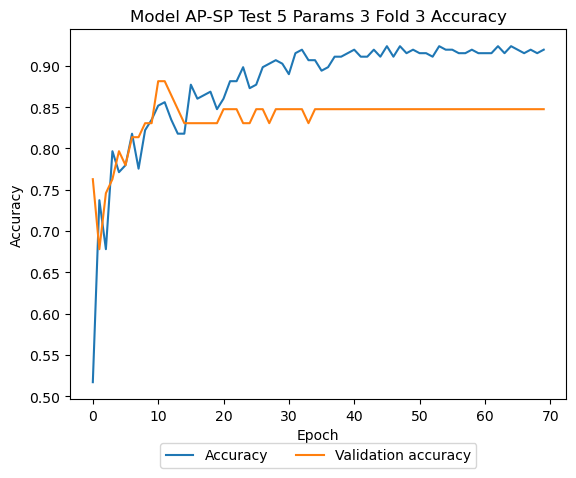 Model AP-SP Test 5 Params 3 Fold 3 Accuracy
0.90
0.85
0.80
0.75
0.70
0.65
0.60
0.55
0.50
Accuracy
0 10 20 30 40 50 60 70
Epoch
Accuracy Validation accuracy